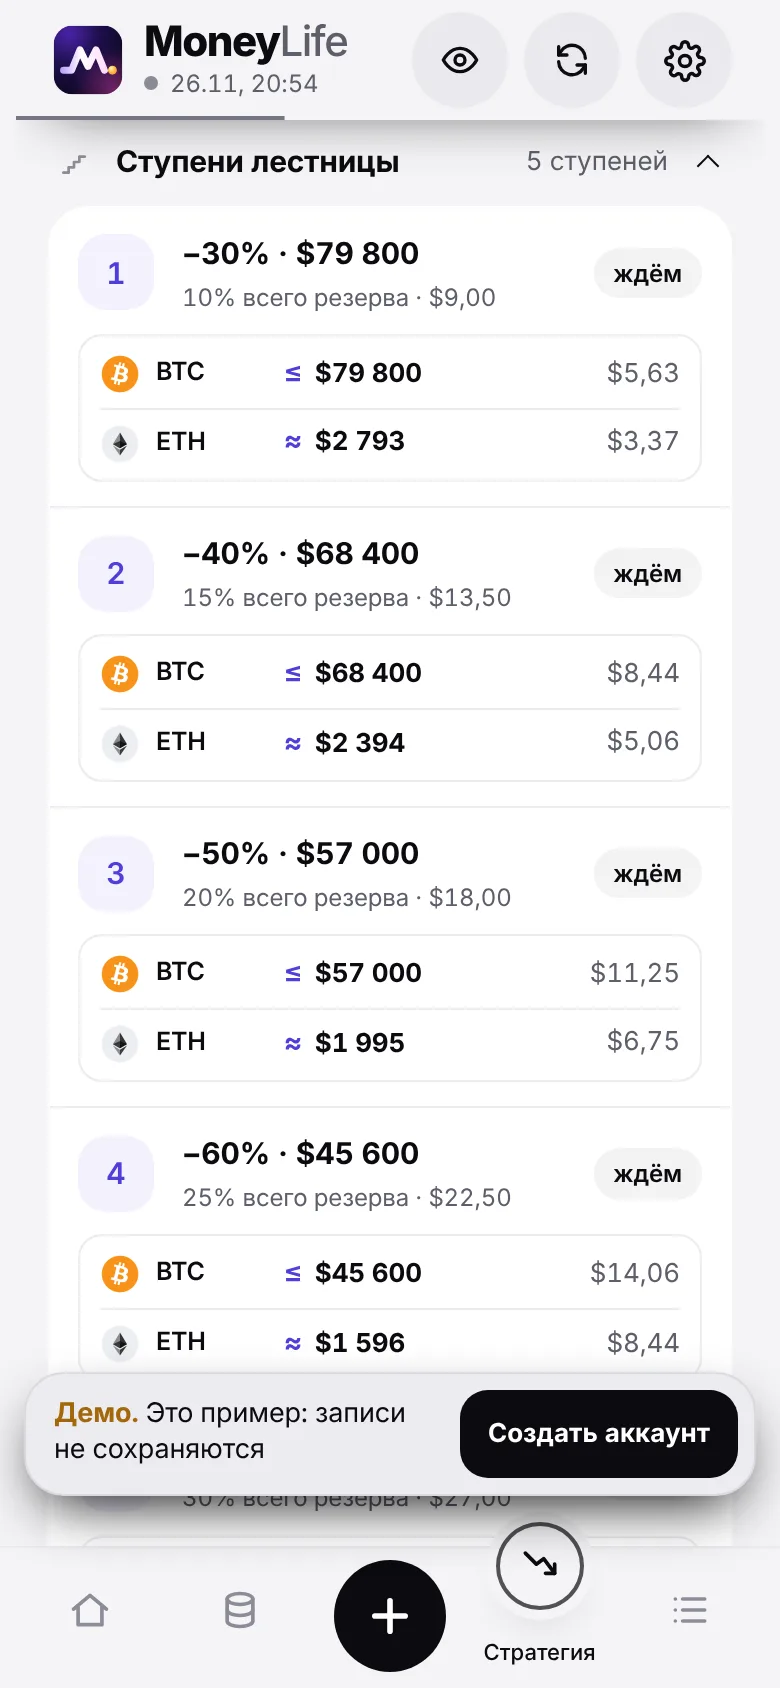 MoneyLife
26.11, 20:54
Ступени лестницы
5 ступеней
1
−30% · $79 800
10% всего резерва · $9,00
ждём
BTC ≤ $79 800 $5,63
ETH ≈ $2 793 $3,37
2
−40% · $68 400
15% всего резерва · $13,50
ждём
BTC ≤ $68 400 $8,44
ETH ≈ $2 394 $5,06
3
−50% · $57 000
20% всего резерва · $18,00
ждём
BTC ≤ $57 000 $11,25
ETH ≈ $1 995 $6,75
4
−60% · $45 600
25% всего резерва · $22,50
ждём
BTC ≤ $45 600 $14,06
ETH ≈ $1 596 $8,44
Демо. Это пример: записи
не сохраняются
Создать аккаунт
30% всего резерва · $27,00
Стратегия